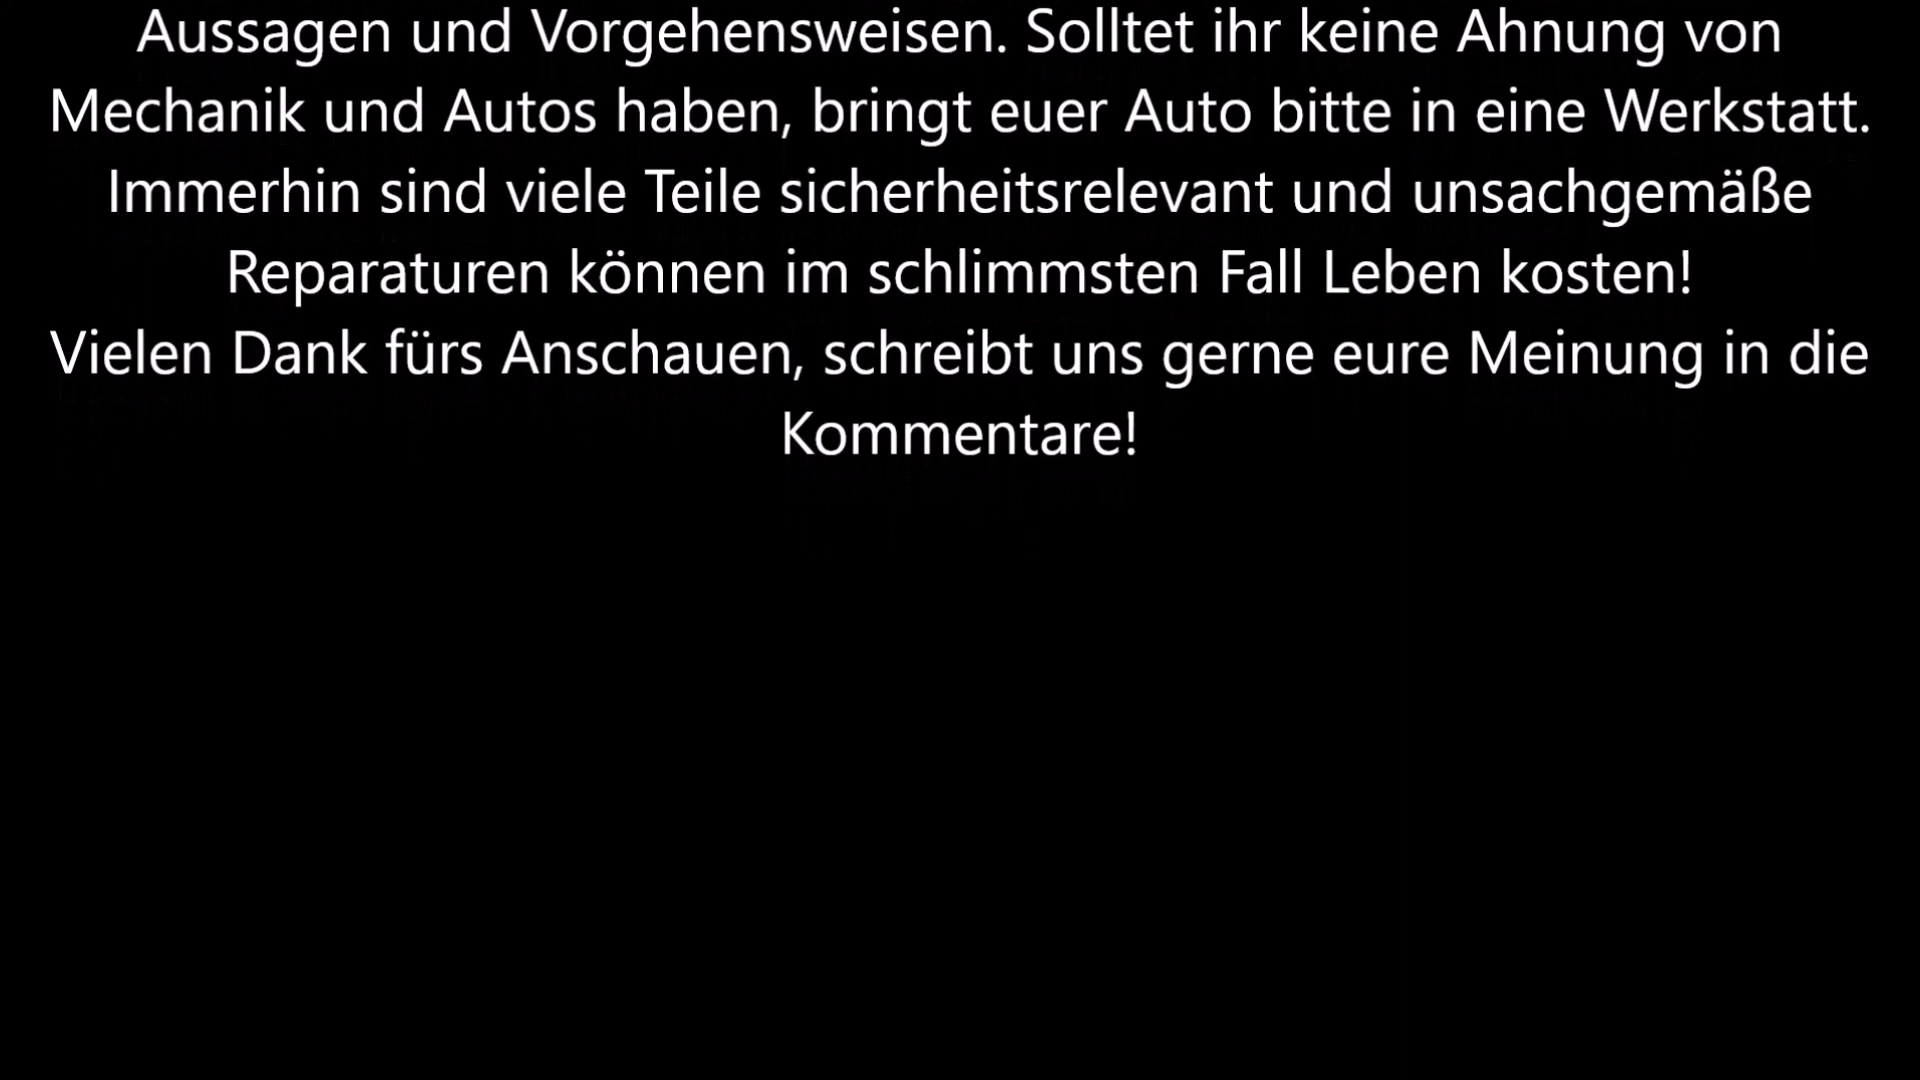 Aussagen und Vorgehensweisen. Solltet ihr keine Ahnung von
Mechanik und Autos haben, bringt euer Auto bitte in eine Werkstatt.
Immerhin sind viele Teile sicherheitsrelevant und unsachgemäße
Reparaturen können im schlimmsten Fall Leben kosten!
Vielen Dank fürs Anschauen, schreibt uns gerne eure Meinung in die
Kommentare!